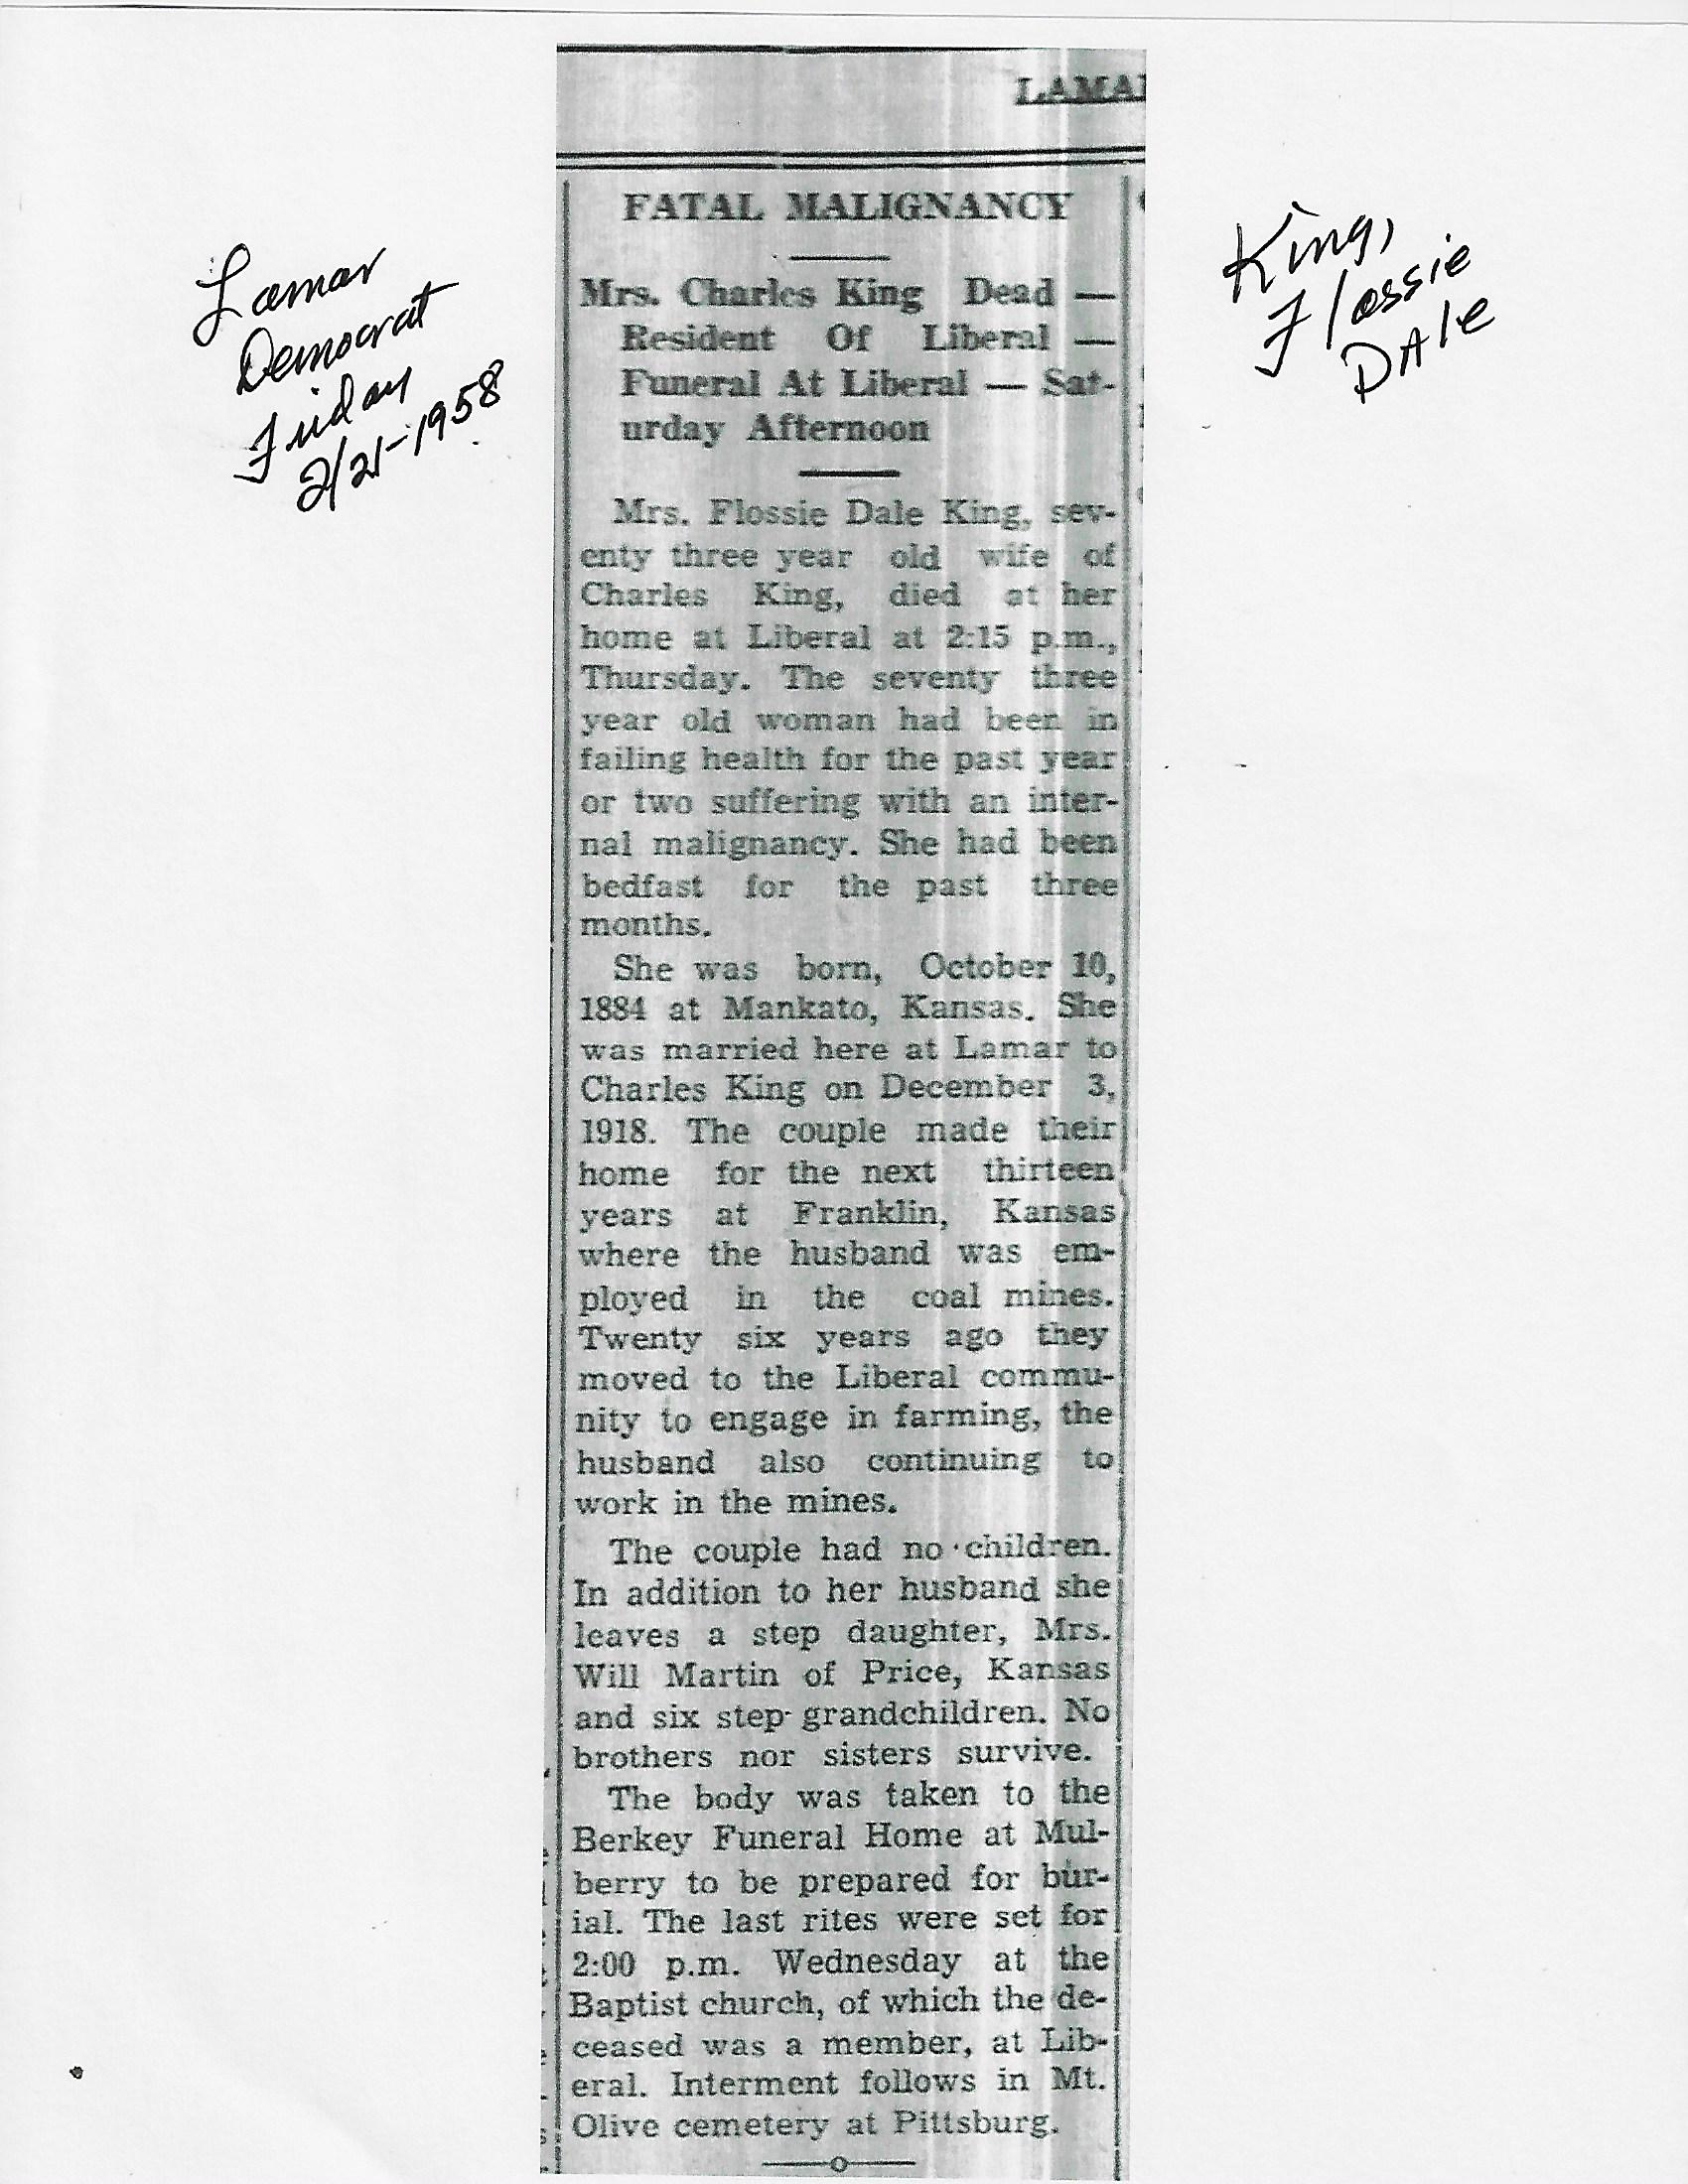 LAMAR
Lamar
Democrat
Friday
2/21-1958
King,
Flossie
DAle
FATAL MALIGNANCY
Mrs. Charles King Dead —
Resident Of Liberal —
Funeral At Liberal — Sat-
urday Afternoon
Mrs. Flossie Dale King, sev-
enty three year old wife of
Charles King, died at her
home at Liberal at 2:15 p.m.,
Thursday. The seventy three
year old woman had been in
failing health for the past year
or two suffering with an inter-
nal malignancy. She had been
bedfast for the past three
months.
She was born, October 10,
1884 at Mankato, Kansas. She
was married here at Lamar to
Charles King on December 3,
1918. The couple made their
home for the next thirteen
years at Franklin, Kansas
where the husband was em-
ployed in the coal mines.
Twenty six years ago they
moved to the Liberal commu-
nity to engage in farming, the
husband also continuing to
work in the mines.
The couple had no children.
In addition to her husband she
leaves a step daughter, Mrs.
Will Martin of Price, Kansas
and six step grandchildren. No
brothers nor sisters survive.
The body was taken to the
Berkey Funeral Home at Mul-
berry to be prepared for bur-
ial. The last rites were set for
2:00 p.m. Wednesday at the
Baptist church, of which the de-
ceased was a member, at Lib-
eral. Interment follows in Mt.
Olive cemetery at Pittsburg.